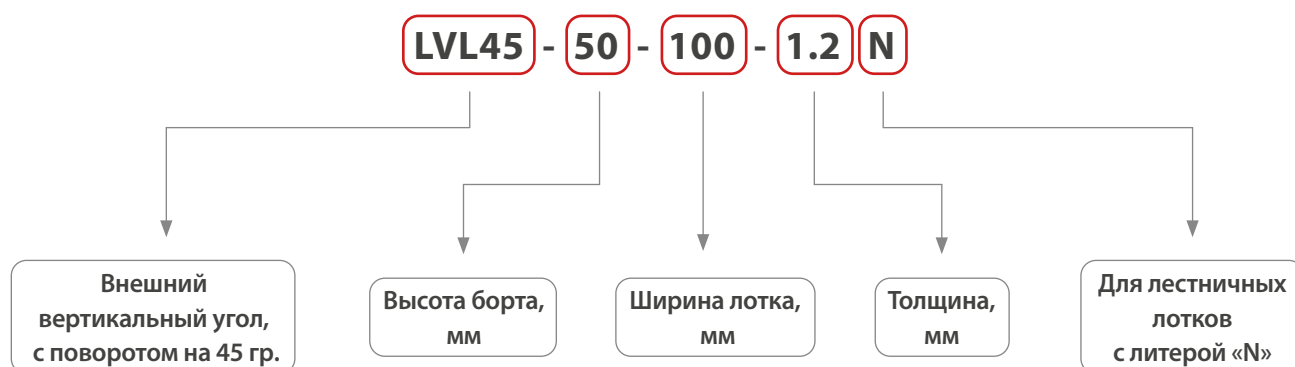 LVL45 - 50 - 100 - 1.2 N
Внешний
вертикальный угол,
с поворотом на 45 гр.
Высота борта,
мм
Ширина лотка,
мм
Толщина,
мм
Для лестничных
лотков
с литерой «N»